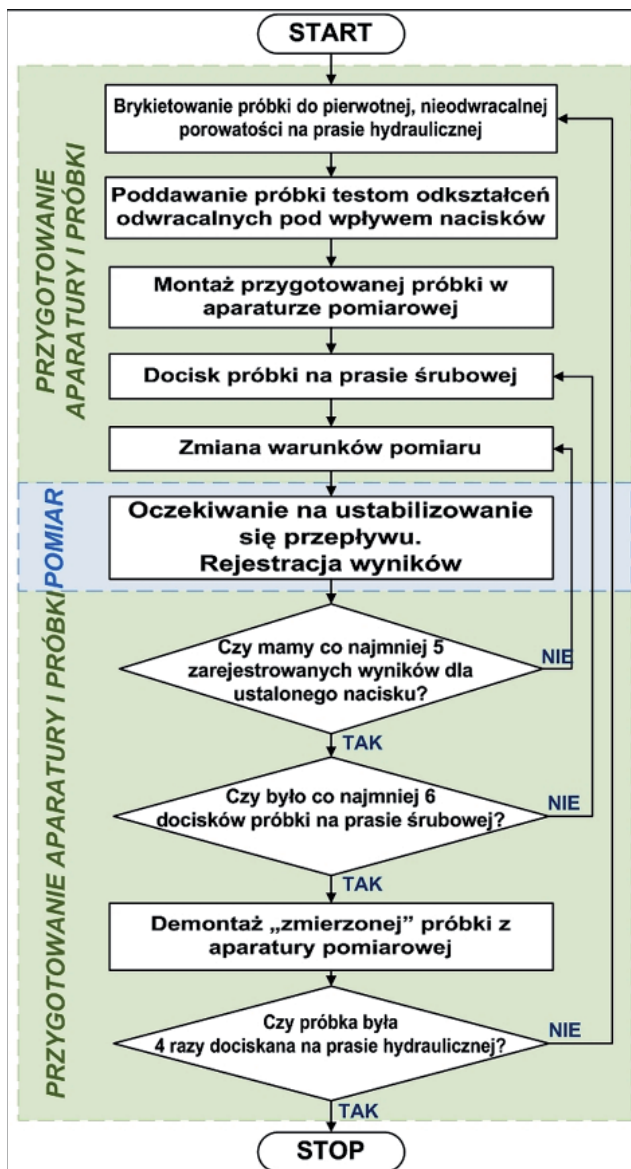 START
PRZYGOTOWANIE
APARATURY I PRÓBKI
Brykietowanie próbki do pierwotnej, nieodwracalnej
porowatości na prasie hydraulicznej
Poddawanie próbki testom odkształceń
odwracalnych pod wpływem nacisków
Montaż przygotowanej próbki w
aparaturze pomiarowej
Docisk próbki na prasie śrubowej
Zmiana warunków pomiaru
POMIAR
Oczekiwanie na ustabilizowanie
się przepływu.
Rejestracja wyników
PRZYGOTOWANIE APARATURY I PRÓBKI
Czy mamy co najmniej 5
zarejestrowanych wyników dla
ustalonego nacisku?
NIE
TAK
Czy było co najmniej 6
docisków próbki na prasie śrubowej?
NIE
TAK
Demontaż „zmierzonej” próbki z
aparatury pomiarowej
Czy próbka była
4 razy dociskana na prasie hydraulicznej?
NIE
TAK
STOP